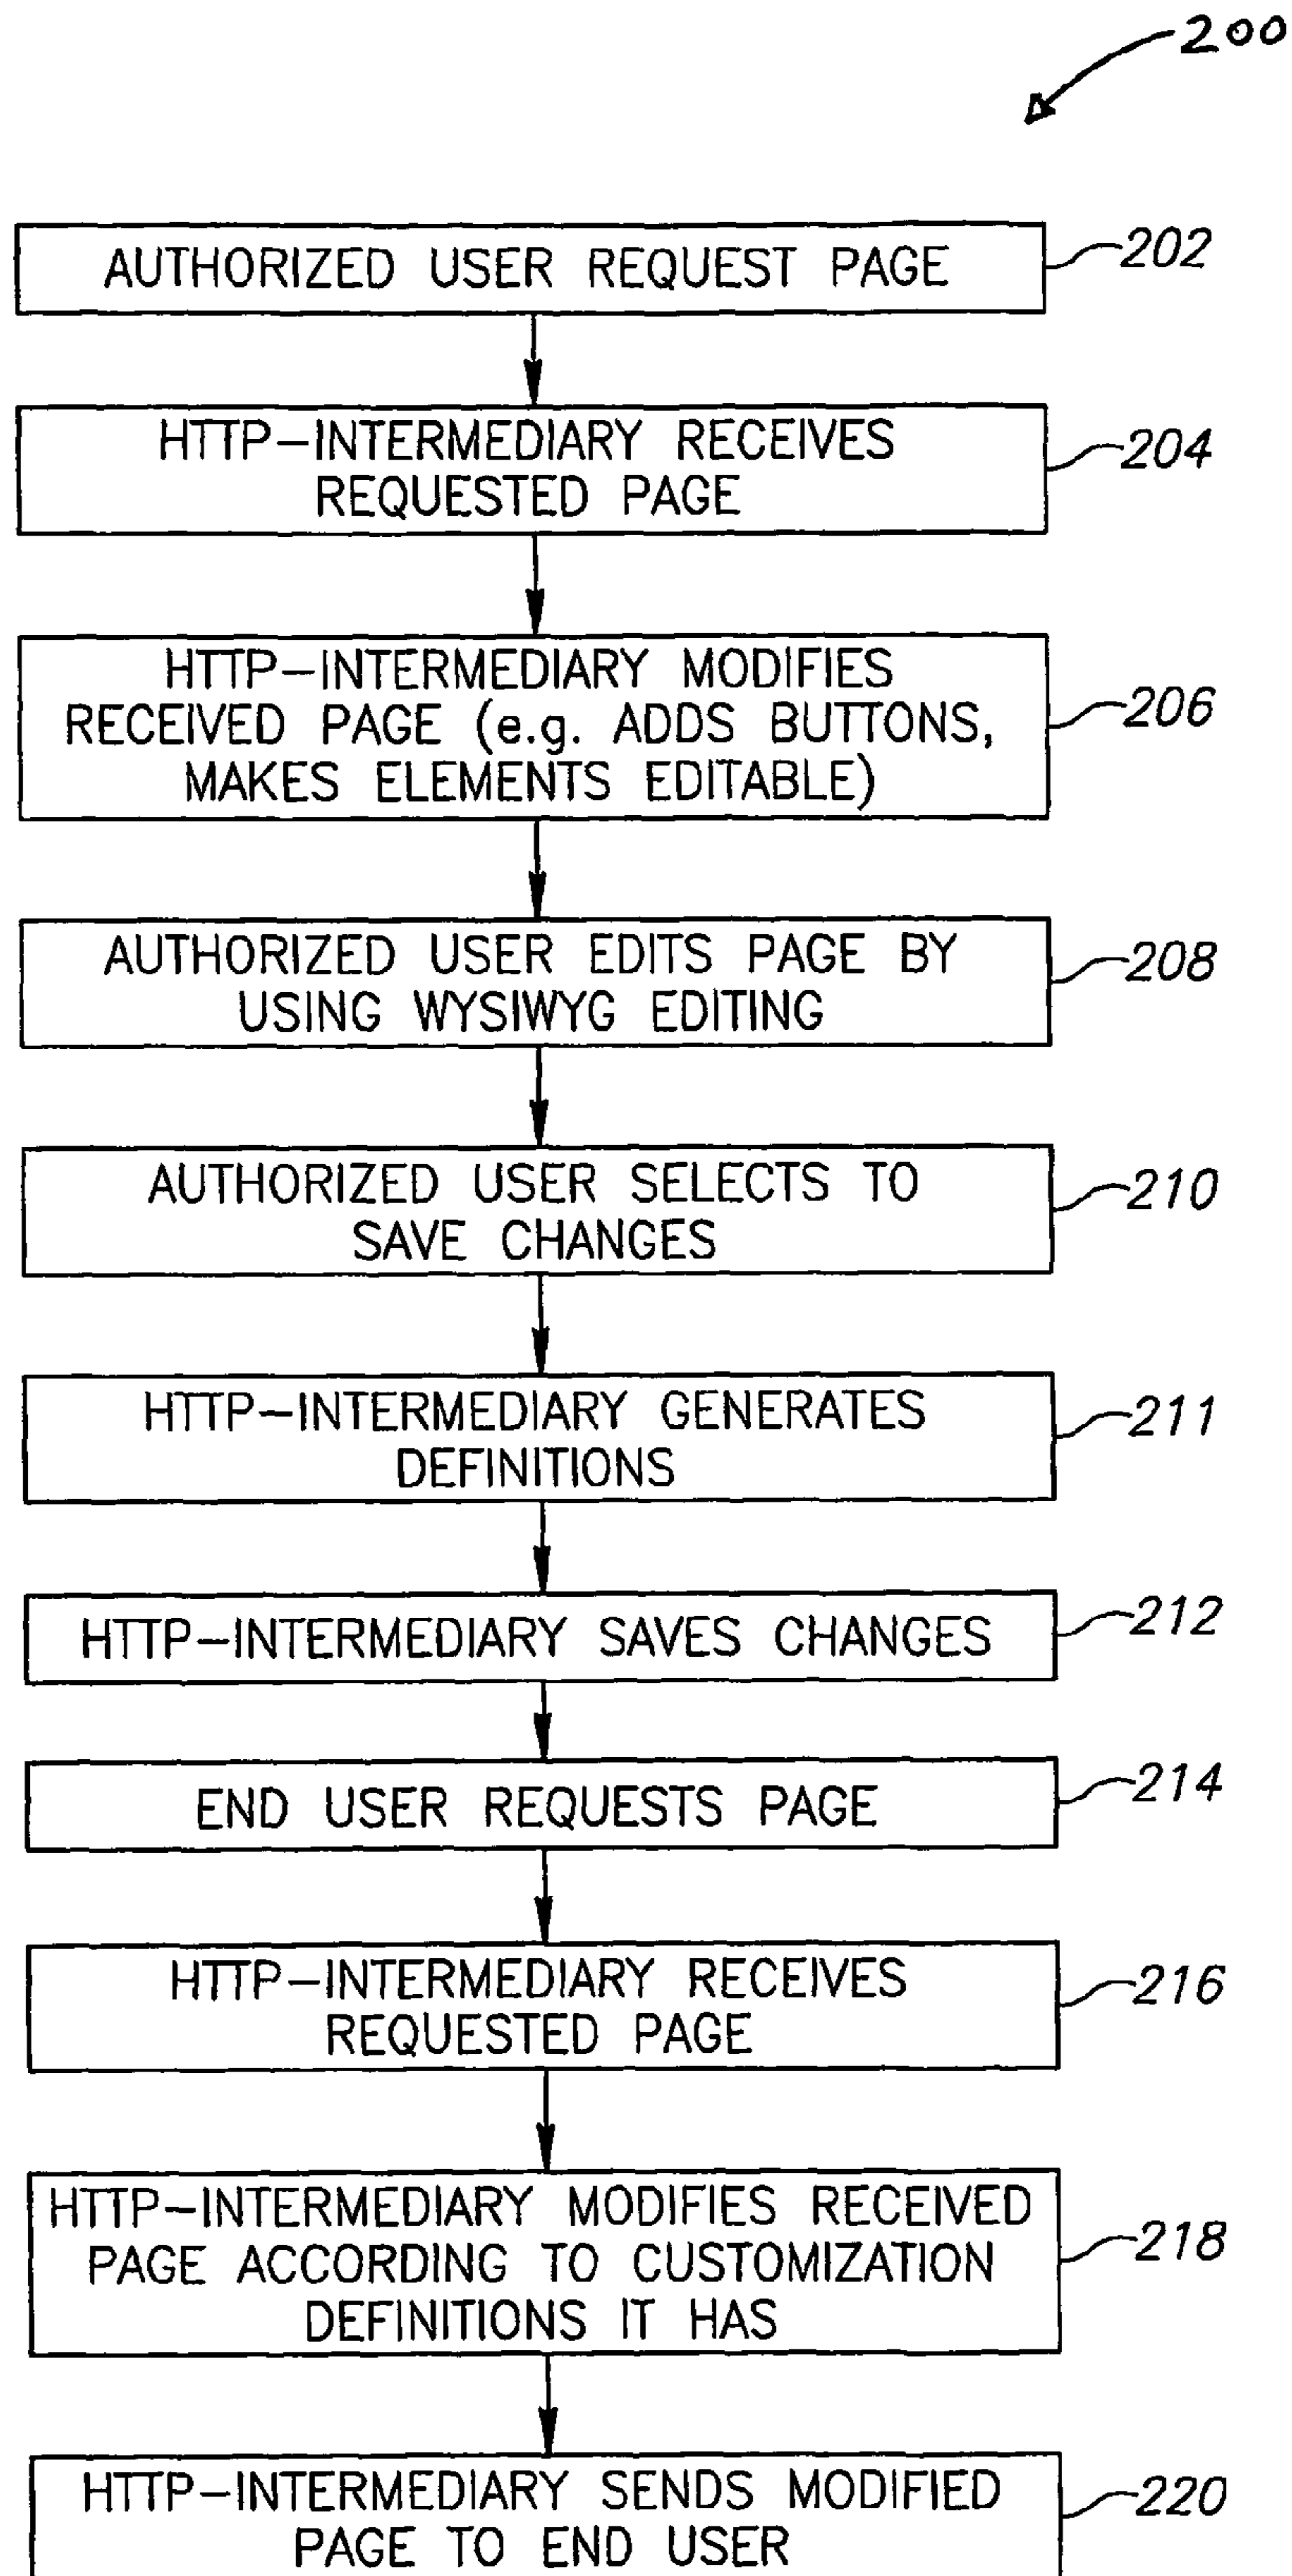 200
AUTHORIZED USER REQUEST PAGE
202
HTTP-INTERMEDIARY RECEIVES
REQUESTED PAGE
204
HTTP-INTERMEDIARY MODIFIES
RECEIVED PAGE (e.g. ADDS BUTTONS,
MAKES ELEMENTS EDITABLE)
206
AUTHORIZED USER EDITS PAGE BY
USING WYSIWYG EDITING
208
AUTHORIZED USER SELECTS TO
SAVE CHANGES
210
HTTP-INTERMEDIARY GENERATES
DEFINITIONS
211
HTTP-INTERMEDIARY SAVES CHANGES
212
END USER REQUESTS PAGE
214
HTTP-INTERMEDIARY RECEIVES
REQUESTED PAGE
216
HTTP-INTERMEDIARY MODIFIES RECEIVED
PAGE ACCORDING TO CUSTOMIZATION
DEFINITIONS IT HAS
218
HTTP-INTERMEDIARY SENDS MODIFIED
PAGE TO END USER
220